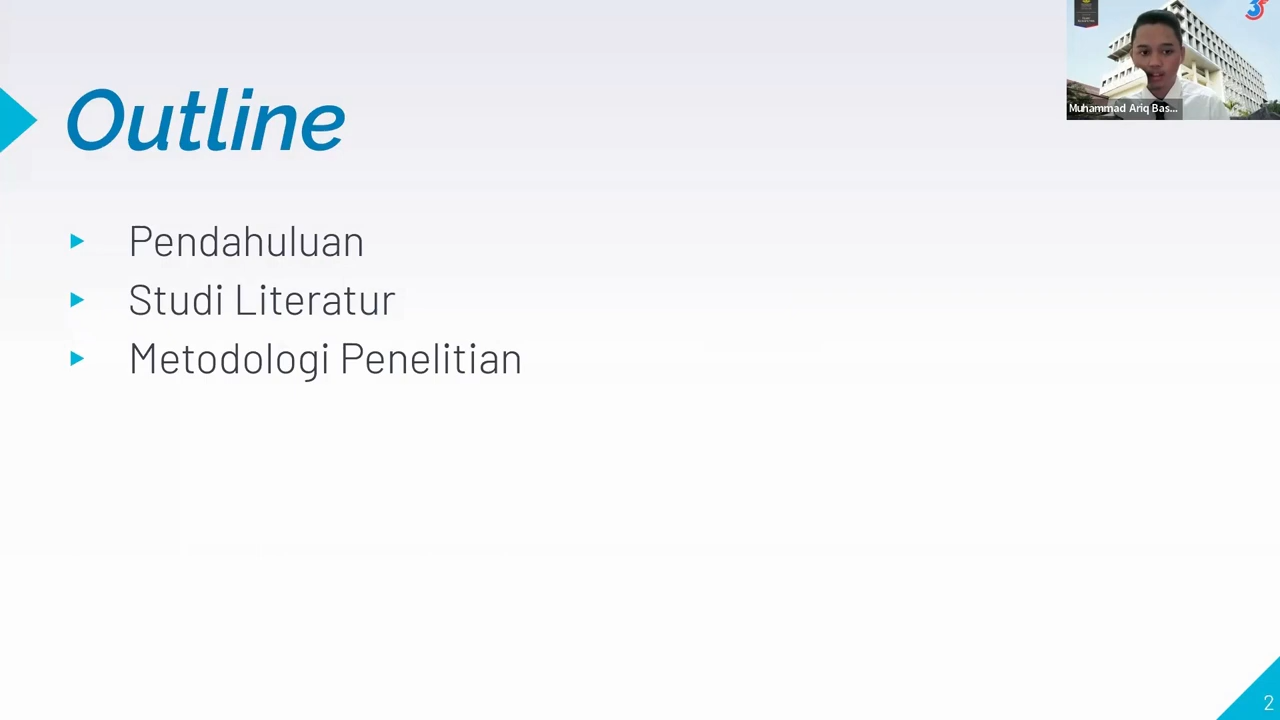 Outline
Pendahuluan
Studi Literatur
Metodologi Penelitian
Muhammad Ariq Bas...
2